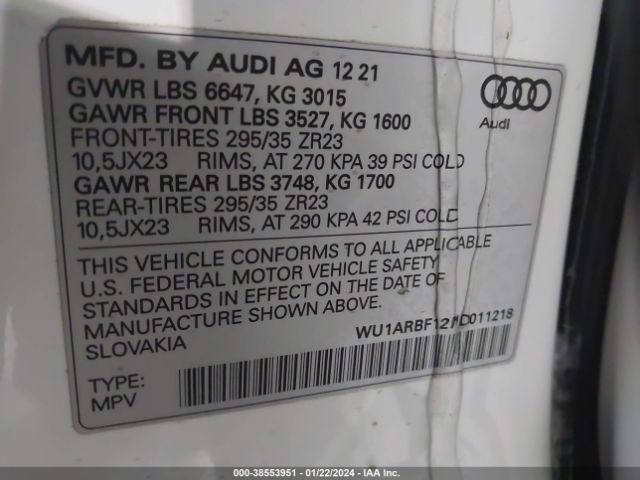 MFD. BY AUDI AG 12 21
GVWR LBS 6647, KG 3015
GAWR FRONT LBS 3527, KG 1600
FRONT-TIRES 295/35 ZR23
10,5JX23 RIMS, AT 270 KPA 39 PSI COLD
GAWR REAR LBS 3748, KG 1700
REAR-TIRES 295/35 ZR23
10,5JX23 RIMS, AT 290 KPA 42 PSI COLD
Audi
THIS VEHICLE CONFORMS TO ALL APPLICABLE
U.S. FEDERAL MOTOR VEHICLE SAFETY
STANDARDS IN EFFECT ON THE DATE OF
MANUFACTURE SHOWN ABOVE.
SLOVAKIA
TYPE:
MPV
000-38553951 - 01/22/2024 - IAA Inc.